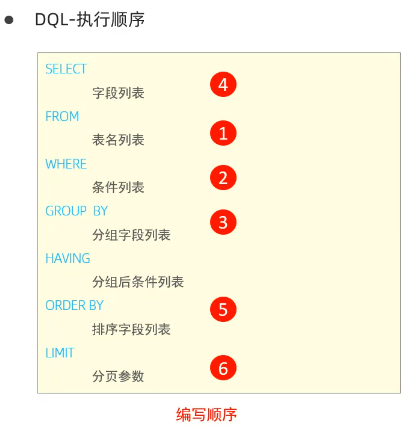 ● DQL-执行顺序
SELECT
字段列表 4
FROM
表名列表 1
WHERE
条件列表 2
GROUP BY
分组字段列表 3
HAVING
分组后条件列表
ORDER BY 5
排序字段列表
LIMIT
分页参数 6
编写顺序